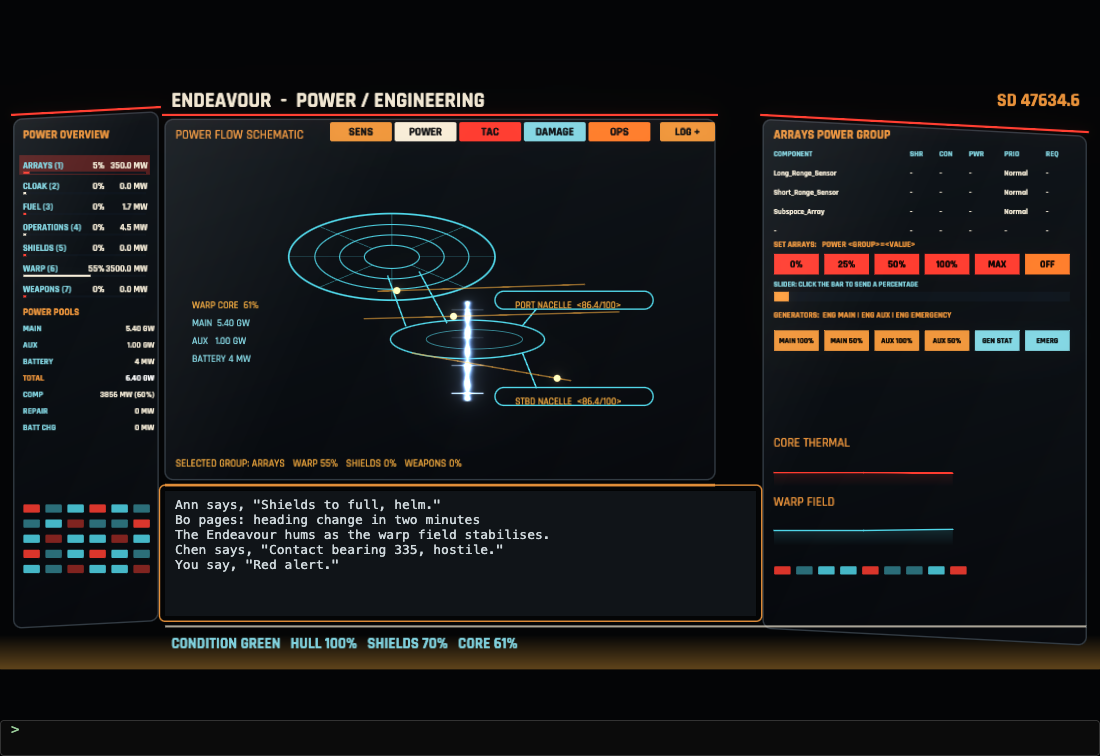 ENDEAVOUR - POWER / ENGINEERING
SD 47634.6
POWER OVERVIEW
ARRAYS (1) 5% 350.0 MW
CLOAK (2) 0% 0.0 MW
FUEL (3) 0% 1.7 MW
OPERATIONS (4) 0% 4.5 MW
SHIELDS (5) 0% 0.0 MW
WARP (6) 55% 3500.0 MW
WEAPONS (7) 0% 0.0 MW
POWER POOLS
MAIN 5.40 GW
AUX 1.00 GW
BATTERY 4 MW
TOTAL 6.40 GW
COMP 3856 MW (60%)
REPAIR 0 MW
BATT CHG 0 MW
POWER FLOW SCHEMATIC
SENS POWER TAC DAMAGE OPS LOG +
WARP CORE 61%
MAIN 5.40 GW
AUX 1.00 GW
BATTERY 4 MW
PORT NACELLE <86.4/100>
STBD NACELLE <86.4/100>
SELECTED GROUP: ARRAYS WARP 55% SHIELDS 0% WEAPONS 0%
Ann says, "Shields to full, helm."
Bo pages: heading change in two minutes
The Endeavour hums as the warp field stabilises.
Chen says, "Contact bearing 335, hostile."
You say, "Red alert."
ARRAYS POWER GROUP
COMPONENT SHR CON PWR PRIO REQ
Long_Range_Sensor - - - Normal -
Short_Range_Sensor - - - Normal -
Subspace_Array - - - Normal -
- - - - - -
SET ARRAYS: POWER <GROUP>=<VALUE>
0% 25% 50% 100% MAX OFF
SLIDER: CLICK THE BAR TO SEND A PERCENTAGE
GENERATORS: ENG MAIN | ENG AUX | ENG EMERGENCY
MAIN 100% MAIN 50% AUX 100% AUX 50% GEN STAT EMERG
CORE THERMAL
WARP FIELD
CONDITION GREEN HULL 100% SHIELDS 70% CORE 61%
>